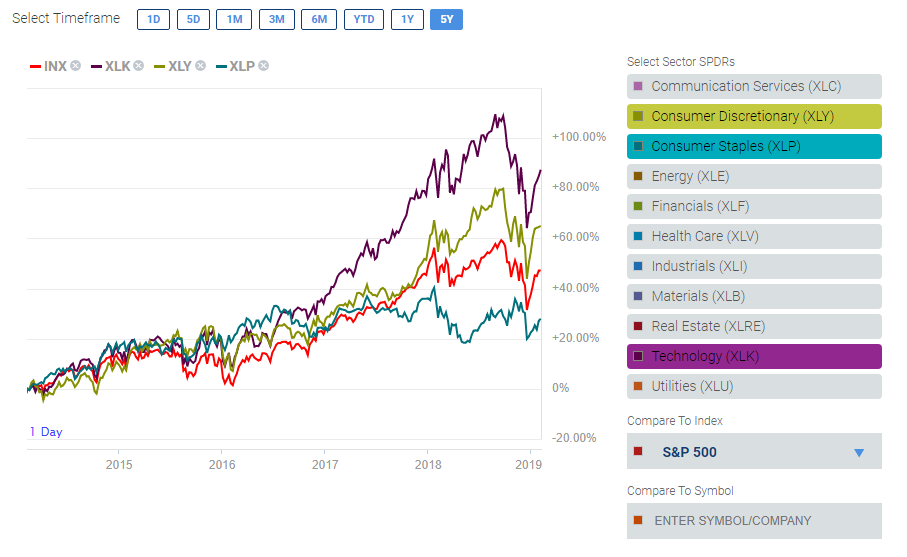 Select Timeframe 1D 5D 1M 3M 6M YTD 1Y 5Y
INX XLK XLY XLP
+100.00%
+80.00%
+60.00%
+40.00%
+20.00%
0%
-20.00%
1 Day
2015 2016 2017 2018 2019
Select Sector SPDRs
Communication Services (XLC)
Consumer Discretionary (XLY)
Consumer Staples (XLP)
Energy (XLE)
Financials (XLF)
Health Care (XLV)
Industrials (XLI)
Materials (XLB)
Real Estate (XLRE)
Technology (XLK)
Utilities (XLU)
Compare To Index
S&P 500
Compare To Symbol
ENTER SYMBOL/COMPANY